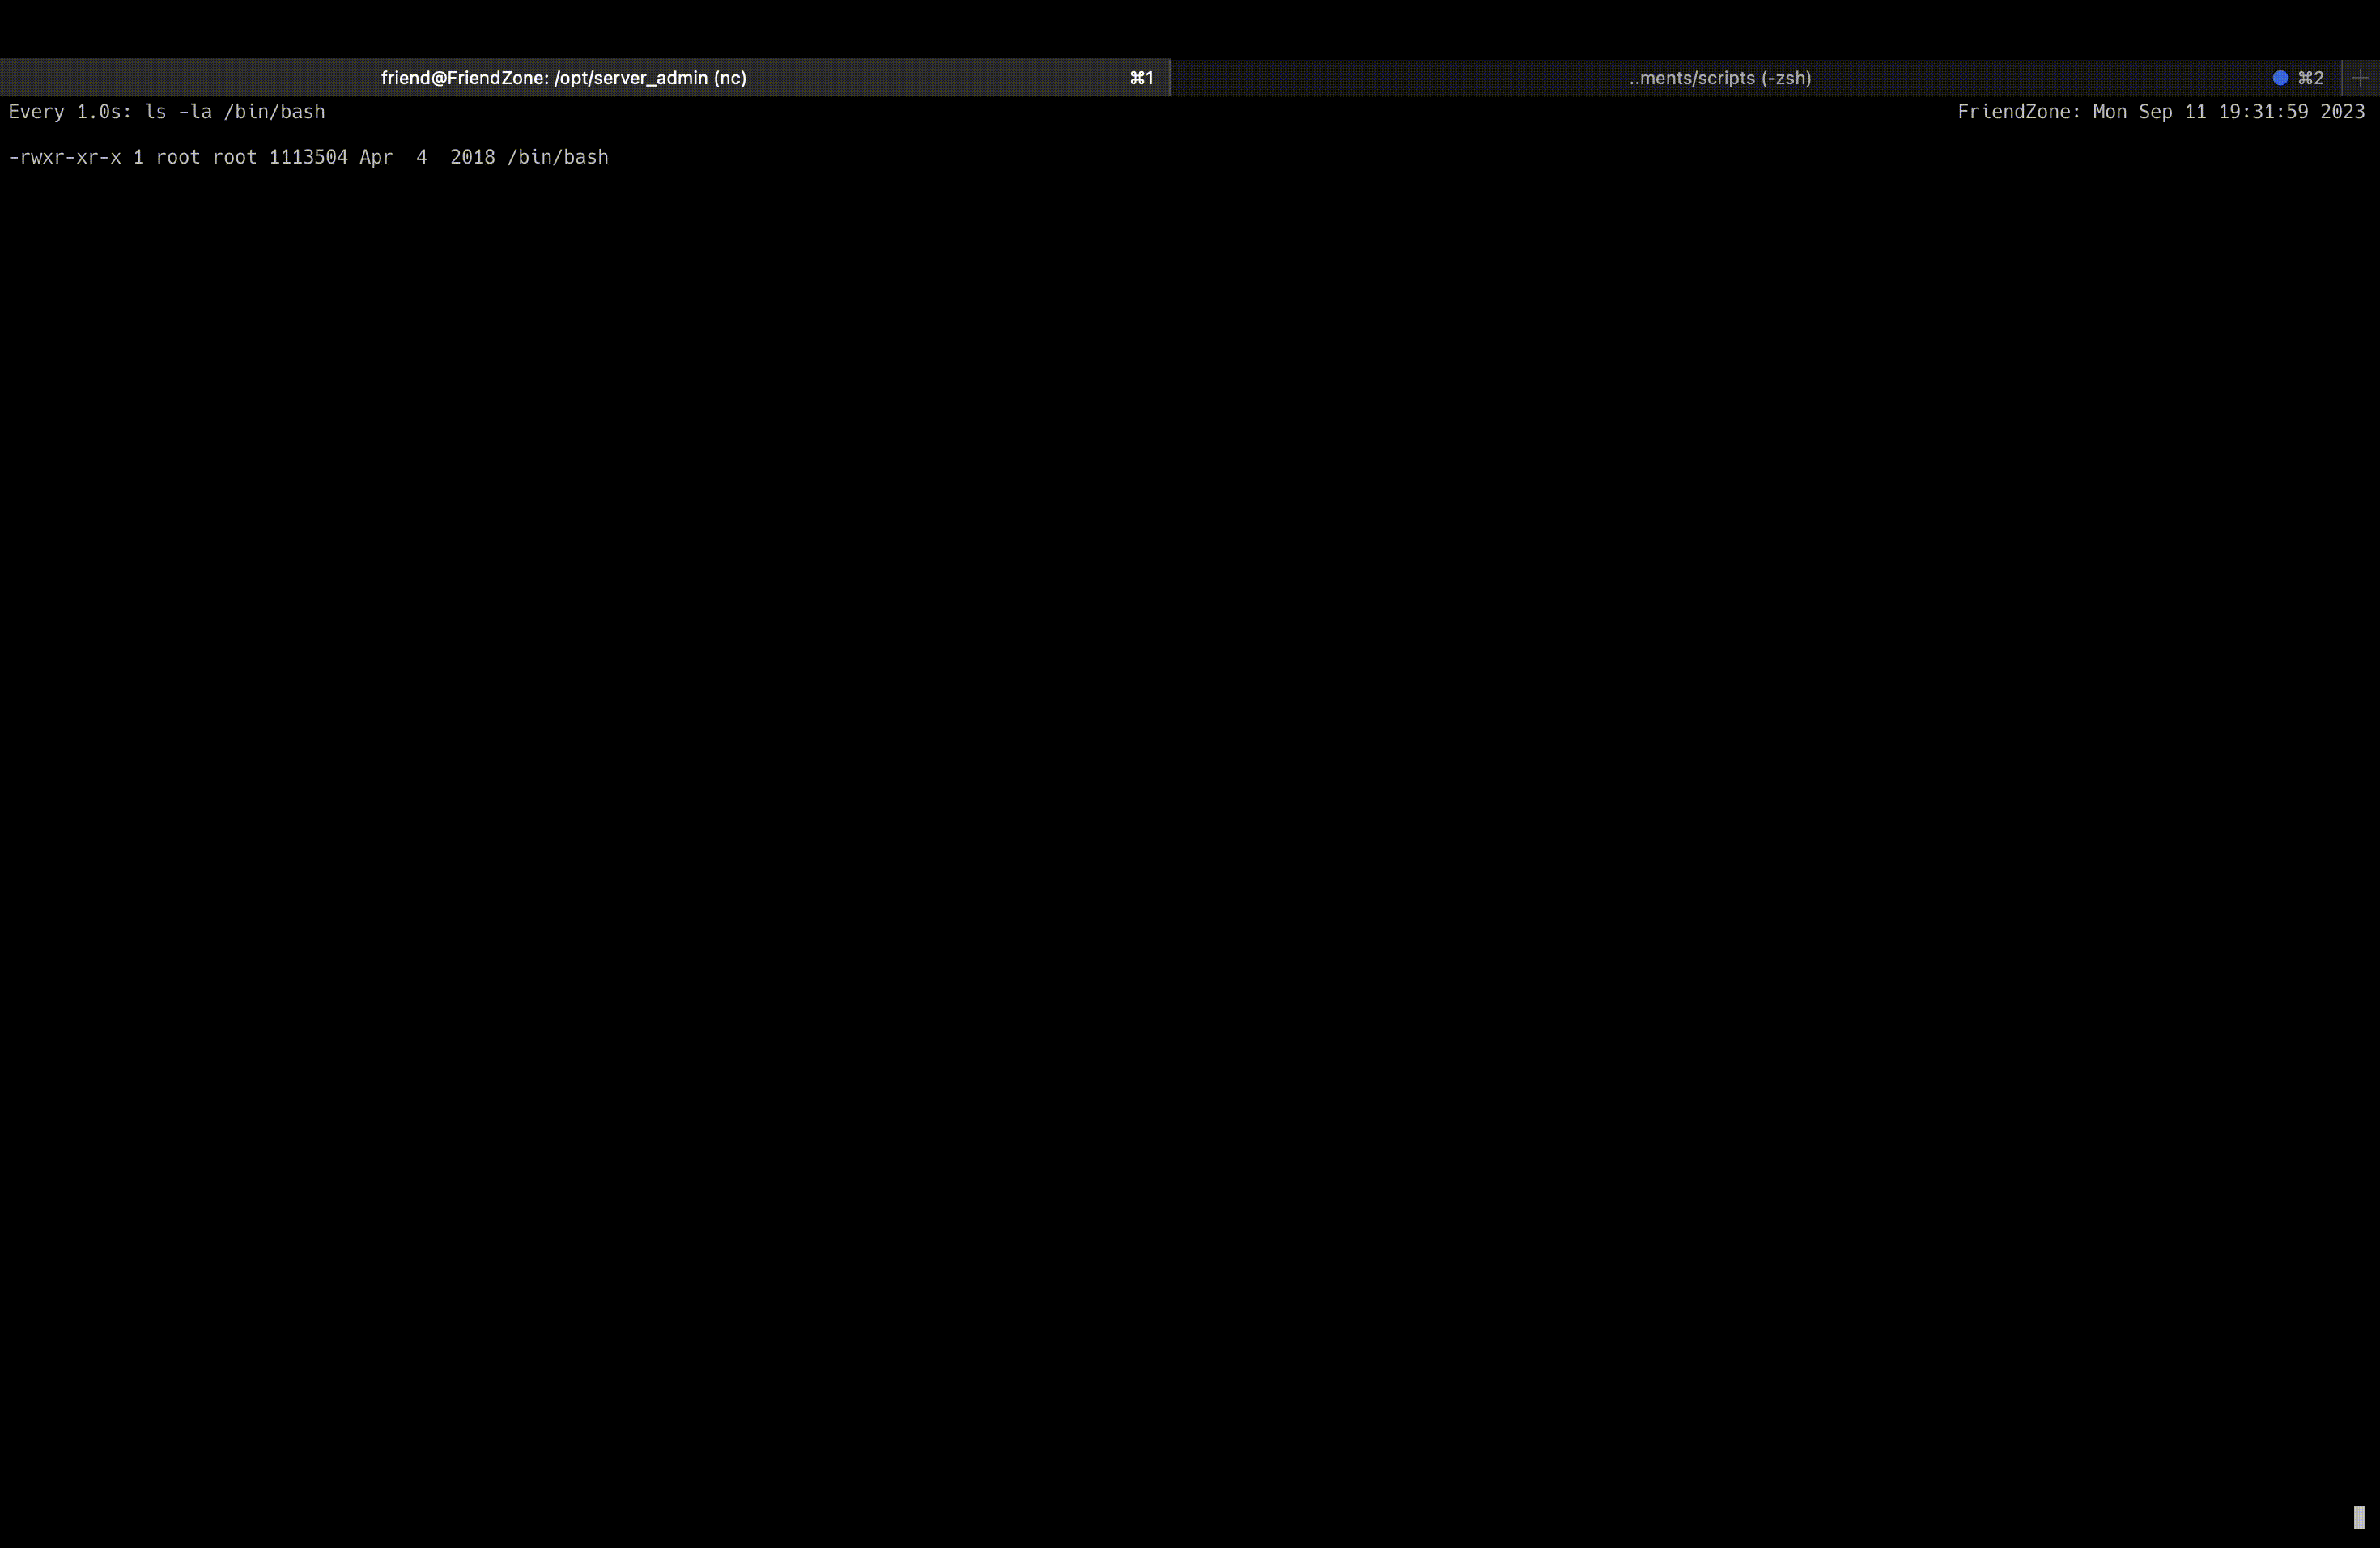 friend@FriendZone: /opt/server_admin (nc) ⌘1 ..ments/scripts (-zsh) ⌘2 +
Every 1.0s: ls -la /bin/bash FriendZone: Mon Sep 11 19:31:59 2023
-rwxr-xr-x 1 root root 1113504 Apr  4  2018 /bin/bash